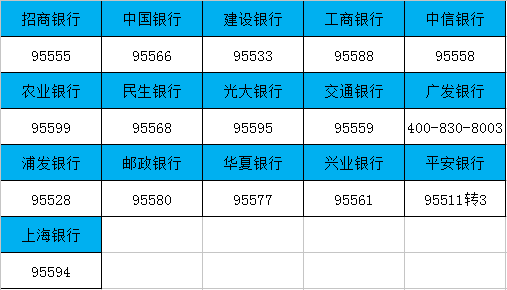 招商银行 中国银行 建设银行 工商银行 中信银行
95555 95566 95533 95588 95558
农业银行 民生银行 光大银行 交通银行 广发银行
95599 95568 95595 95559 400-830-8003
浦发银行 邮政银行 华夏银行 兴业银行 平安银行
95528 95580 95577 95561 95511转3
上海银行
95594